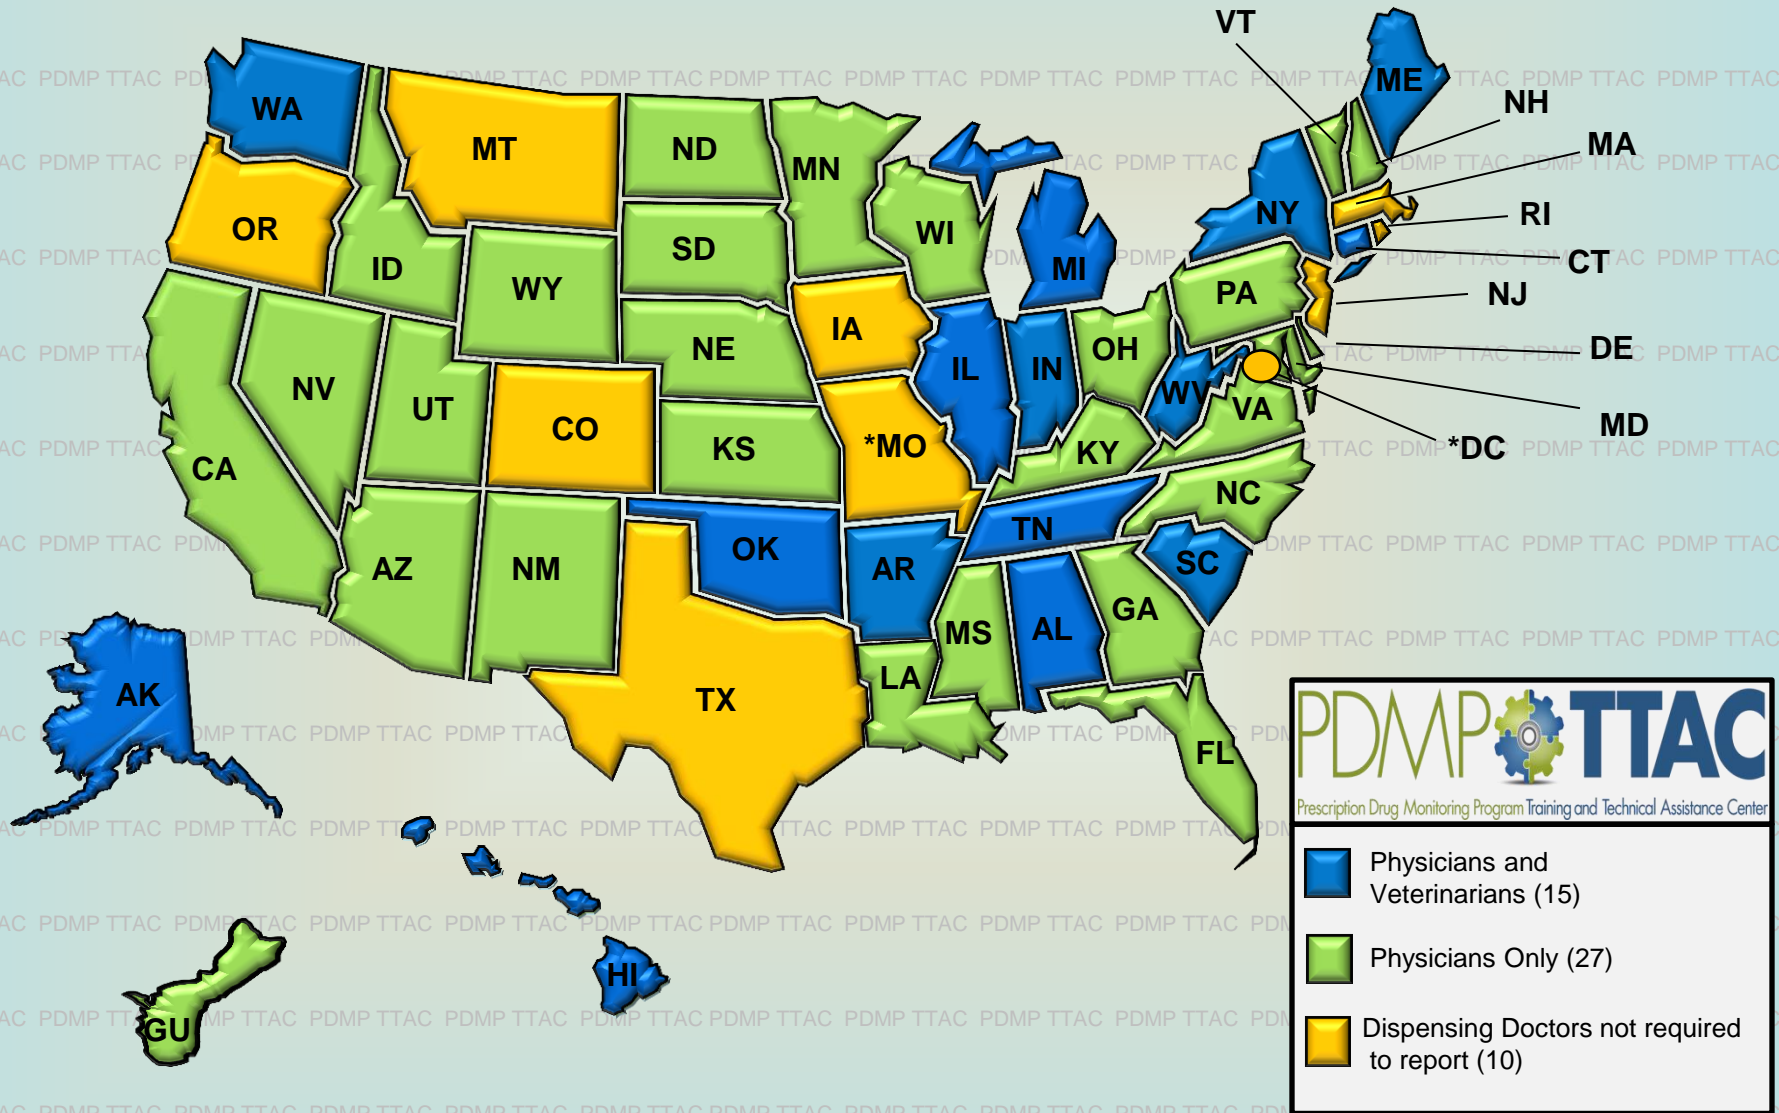 VT
ME
WA
NH
MT
ND
MN
MA
OR
NY
RI
WI
SD
ID
MI
CT
WY
PA
NJ
IA
NE
OH
DE
IL
IN
NV
UT
WV
VA
CO
MD
*MO
KS
KY
*DC
CA
NC
TN
OK
AZ
NM
AR
SC
GA
MS
AL
LA
AK
TX
FL
HI
GU
PDMP TTAC
Prescription Drug Monitoring Program Training and Technical Assistance Center
Physicians and
Veterinarians (15)
Physicians Only (27)
Dispensing Doctors not required
to report (10)